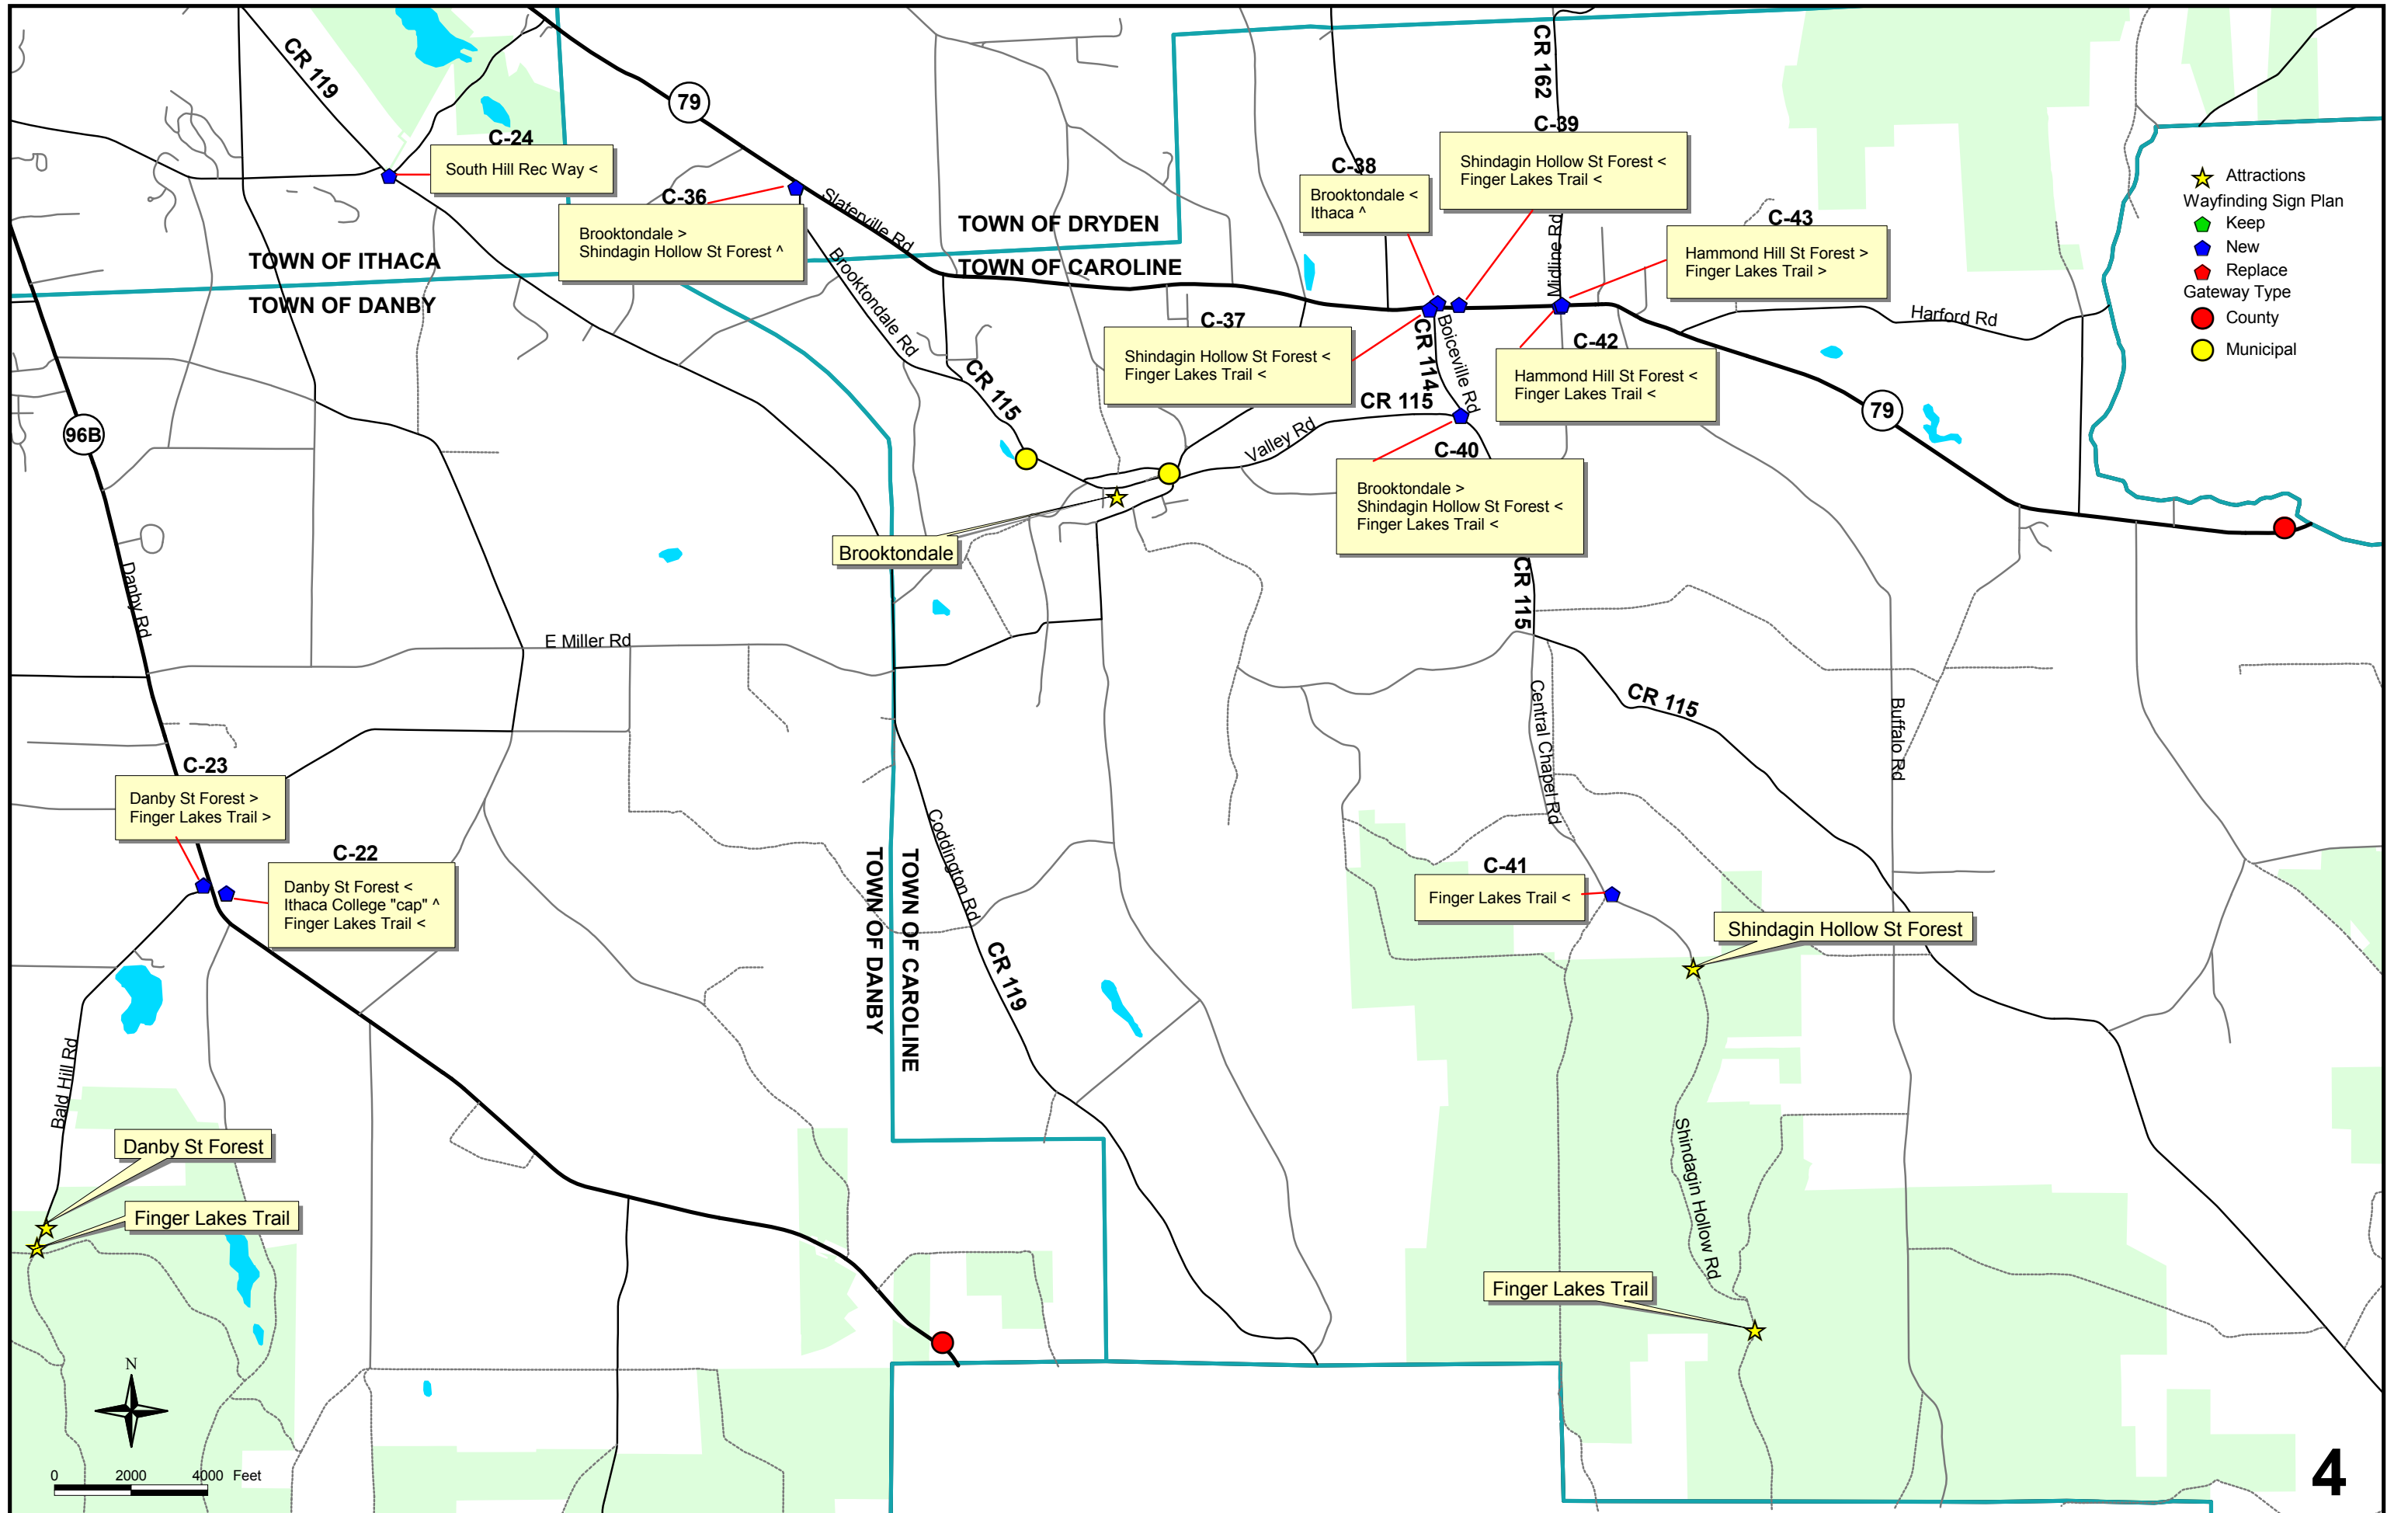 CR 119
79
CR 162
C-24
South Hill Rec Way <
C-36
Brooktondale >
Shindagin Hollow St Forest ^
Slaterville Rd
Brooktondale Rd
TOWN OF DRYDEN
TOWN OF CAROLINE
TOWN OF ITHACA
TOWN OF DANBY
C-38
Brooktondale <
Ithaca ^
C-39
Shindagin Hollow St Forest <
Finger Lakes Trail <
Midline Rd
C-43
Hammond Hill St Forest >
Finger Lakes Trail >
Attractions
Wayfinding Sign Plan
Keep
New
Replace
Gateway Type
County
Municipal
Harford Rd
C-37
Shindagin Hollow St Forest <
Finger Lakes Trail <
CR 114
Boiceville Rd
C-42
Hammond Hill St Forest <
Finger Lakes Trail <
CR 115
CR 115
Valley Rd
79
96B
C-40
Brooktondale >
Shindagin Hollow St Forest <
Finger Lakes Trail <
Brooktondale
Danby Rd
E Miller Rd
CR 115
CR 115
Central Chapel Rd
Buffalo Rd
C-23
Danby St Forest >
Finger Lakes Trail >
C-22
Danby St Forest <
Ithaca College "cap" ^
Finger Lakes Trail <
TOWN OF DANBY
TOWN OF CAROLINE
Coddington Rd
CR 119
C-41
Finger Lakes Trail <
Shindagin Hollow St Forest
Bald Hill Rd
Danby St Forest
Finger Lakes Trail
Shindagin Hollow Rd
Finger Lakes Trail
N
0 2000 4000 Feet
4